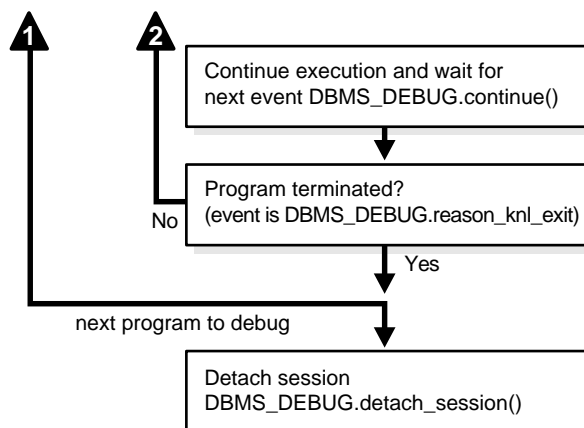 1
2
Continue execution and wait for
next event DBMS_DEBUG.continue()
Program terminated?
(event is DBMS_DEBUG.reason_knl_exit)
No
Yes
next program to debug
Detach session
DBMS_DEBUG.detach_session()